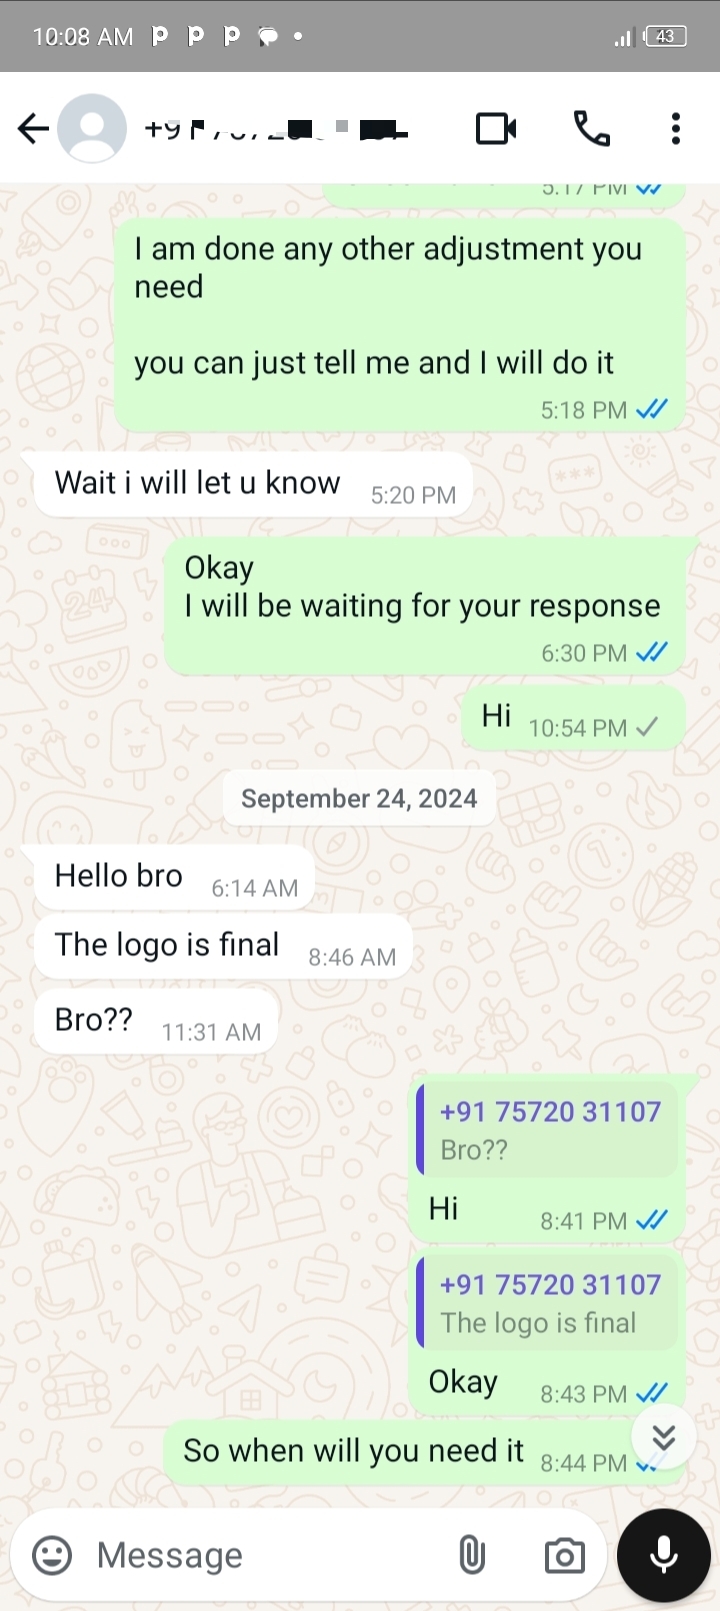 10:08 AM
43
5:17 PM
I am done any other adjustment you
need
you can just tell me and I will do it
5:18 PM
Wait i will let u know 5:20 PM
Okay
I will be waiting for your response
6:30 PM
Hi 10:54 PM
September 24, 2024
Hello bro 6:14 AM
The logo is final 8:46 AM
Bro?? 11:31 AM
+91 75720 31107
Bro??
Hi 8:41 PM
+91 75720 31107
The logo is final
Okay 8:43 PM
So when will you need it 8:44 PM
Message